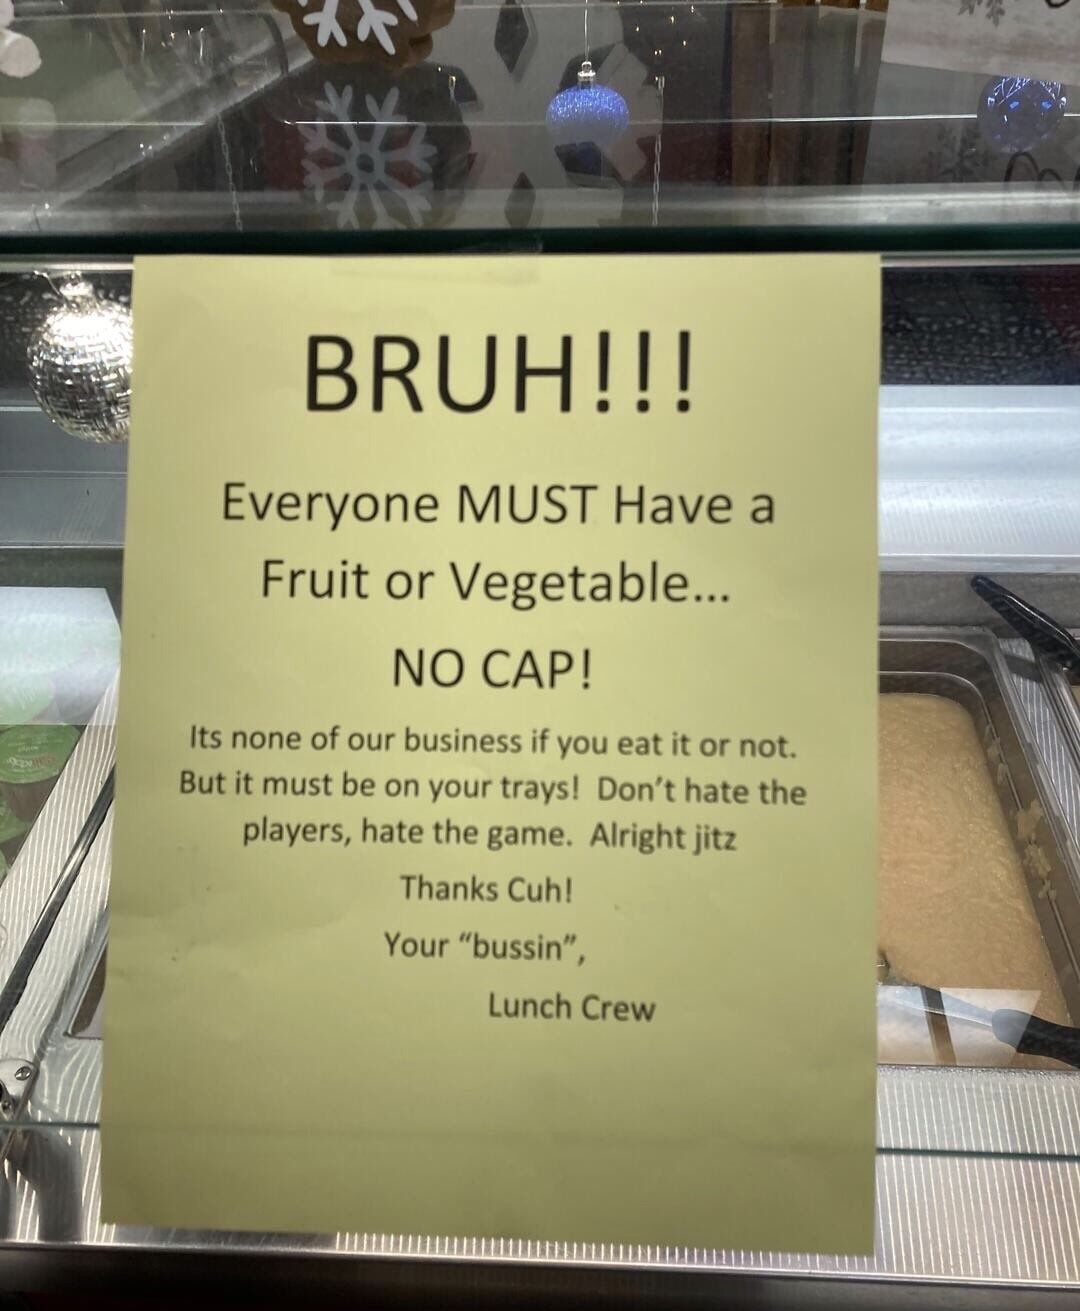 BRUH!!!
Everyone MUST Have a
Fruit or Vegetable...
NO CAP!
Its none of our business if you eat it or not.
But it must be on your trays!  Don't hate the
players, hate the game.  Alright jitz
Thanks Cuh!
Your “bussin”,
Lunch Crew